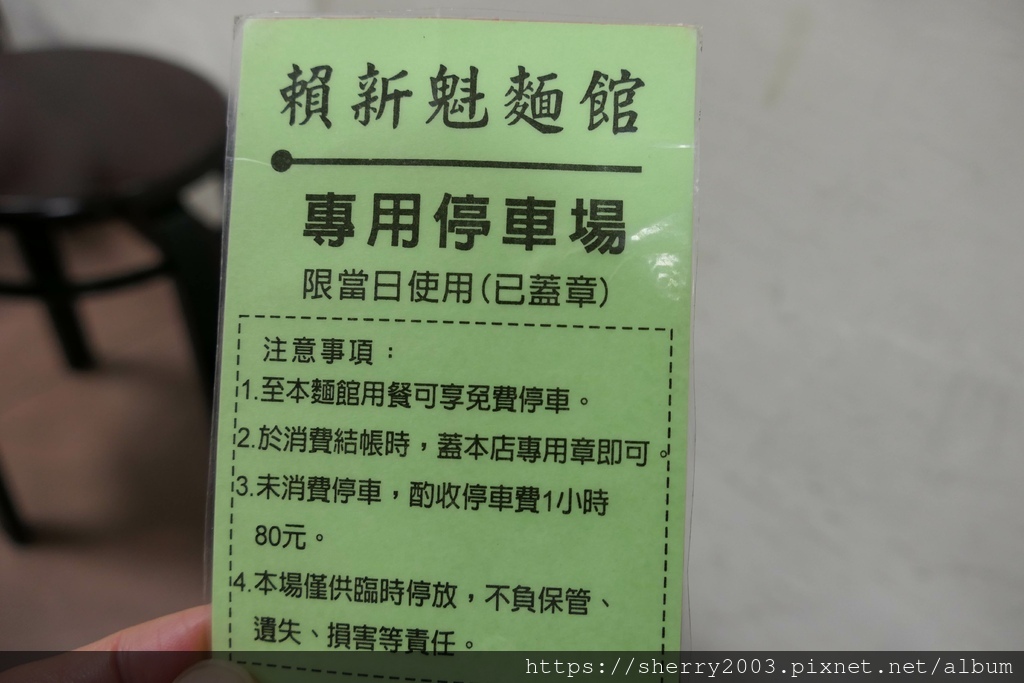 賴新魁麵館
專用停車場
限當日使用(已蓋章)
注意事項：
1.至本麵館用餐可享免費停車。
2.於消費結帳時，蓋本店專用章即可。
3.未消費停車，酌收停車費1小時
80元。
4.本場僅供臨時停放，不負保管、
遺失、損害等責任。
https://sherry2003.pixnet.net/album